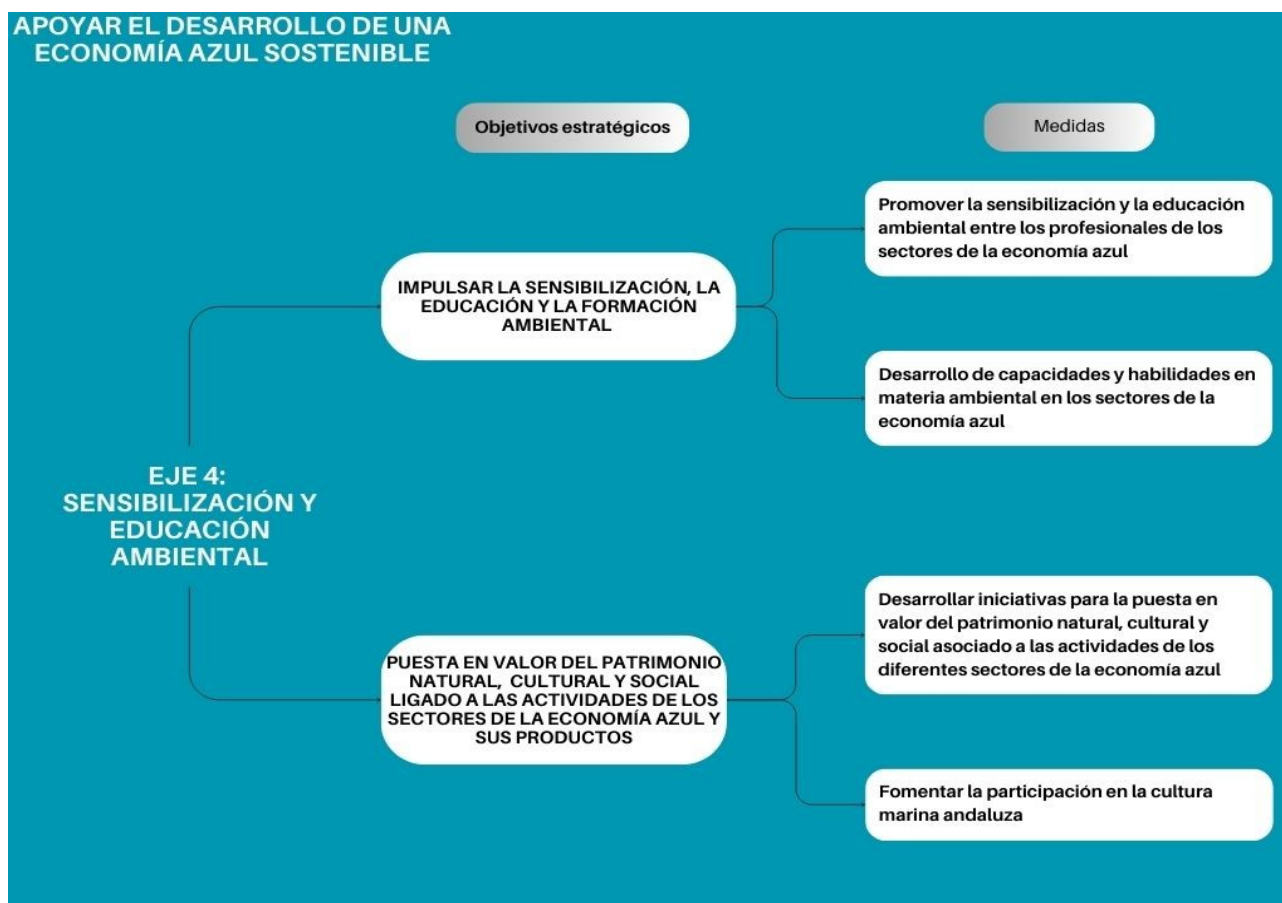 APOYAR EL DESARROLLO DE UNA
ECONOMÍA AZUL SOSTENIBLE
Objetivos estratégicos
Medidas
Promover la sensibilización y la educación
ambiental entre los profesionales de los
sectores de la economía azul
IMPULSAR LA SENSIBILIZACIÓN, LA
EDUCACIÓN Y LA FORMACIÓN
AMBIENTAL
Desarrollo de capacidades y habilidades en
materia ambiental en los sectores de la
economía azul
EJE 4:
SENSIBILIZACIÓN Y
EDUCACIÓN
AMBIENTAL
Desarrollar iniciativas para la puesta en
valor del patrimonio natural, cultural y
social asociado a las actividades de los
diferentes sectores de la economía azul
PUESTA EN VALOR DEL PATRIMONIO
NATURAL, CULTURAL Y SOCIAL
LIGADO A LAS ACTIVIDADES DE LOS
SECTORES DE LA ECONOMÍA AZUL Y
SUS PRODUCTOS
Fomentar la participación en la cultura
marina andaluza